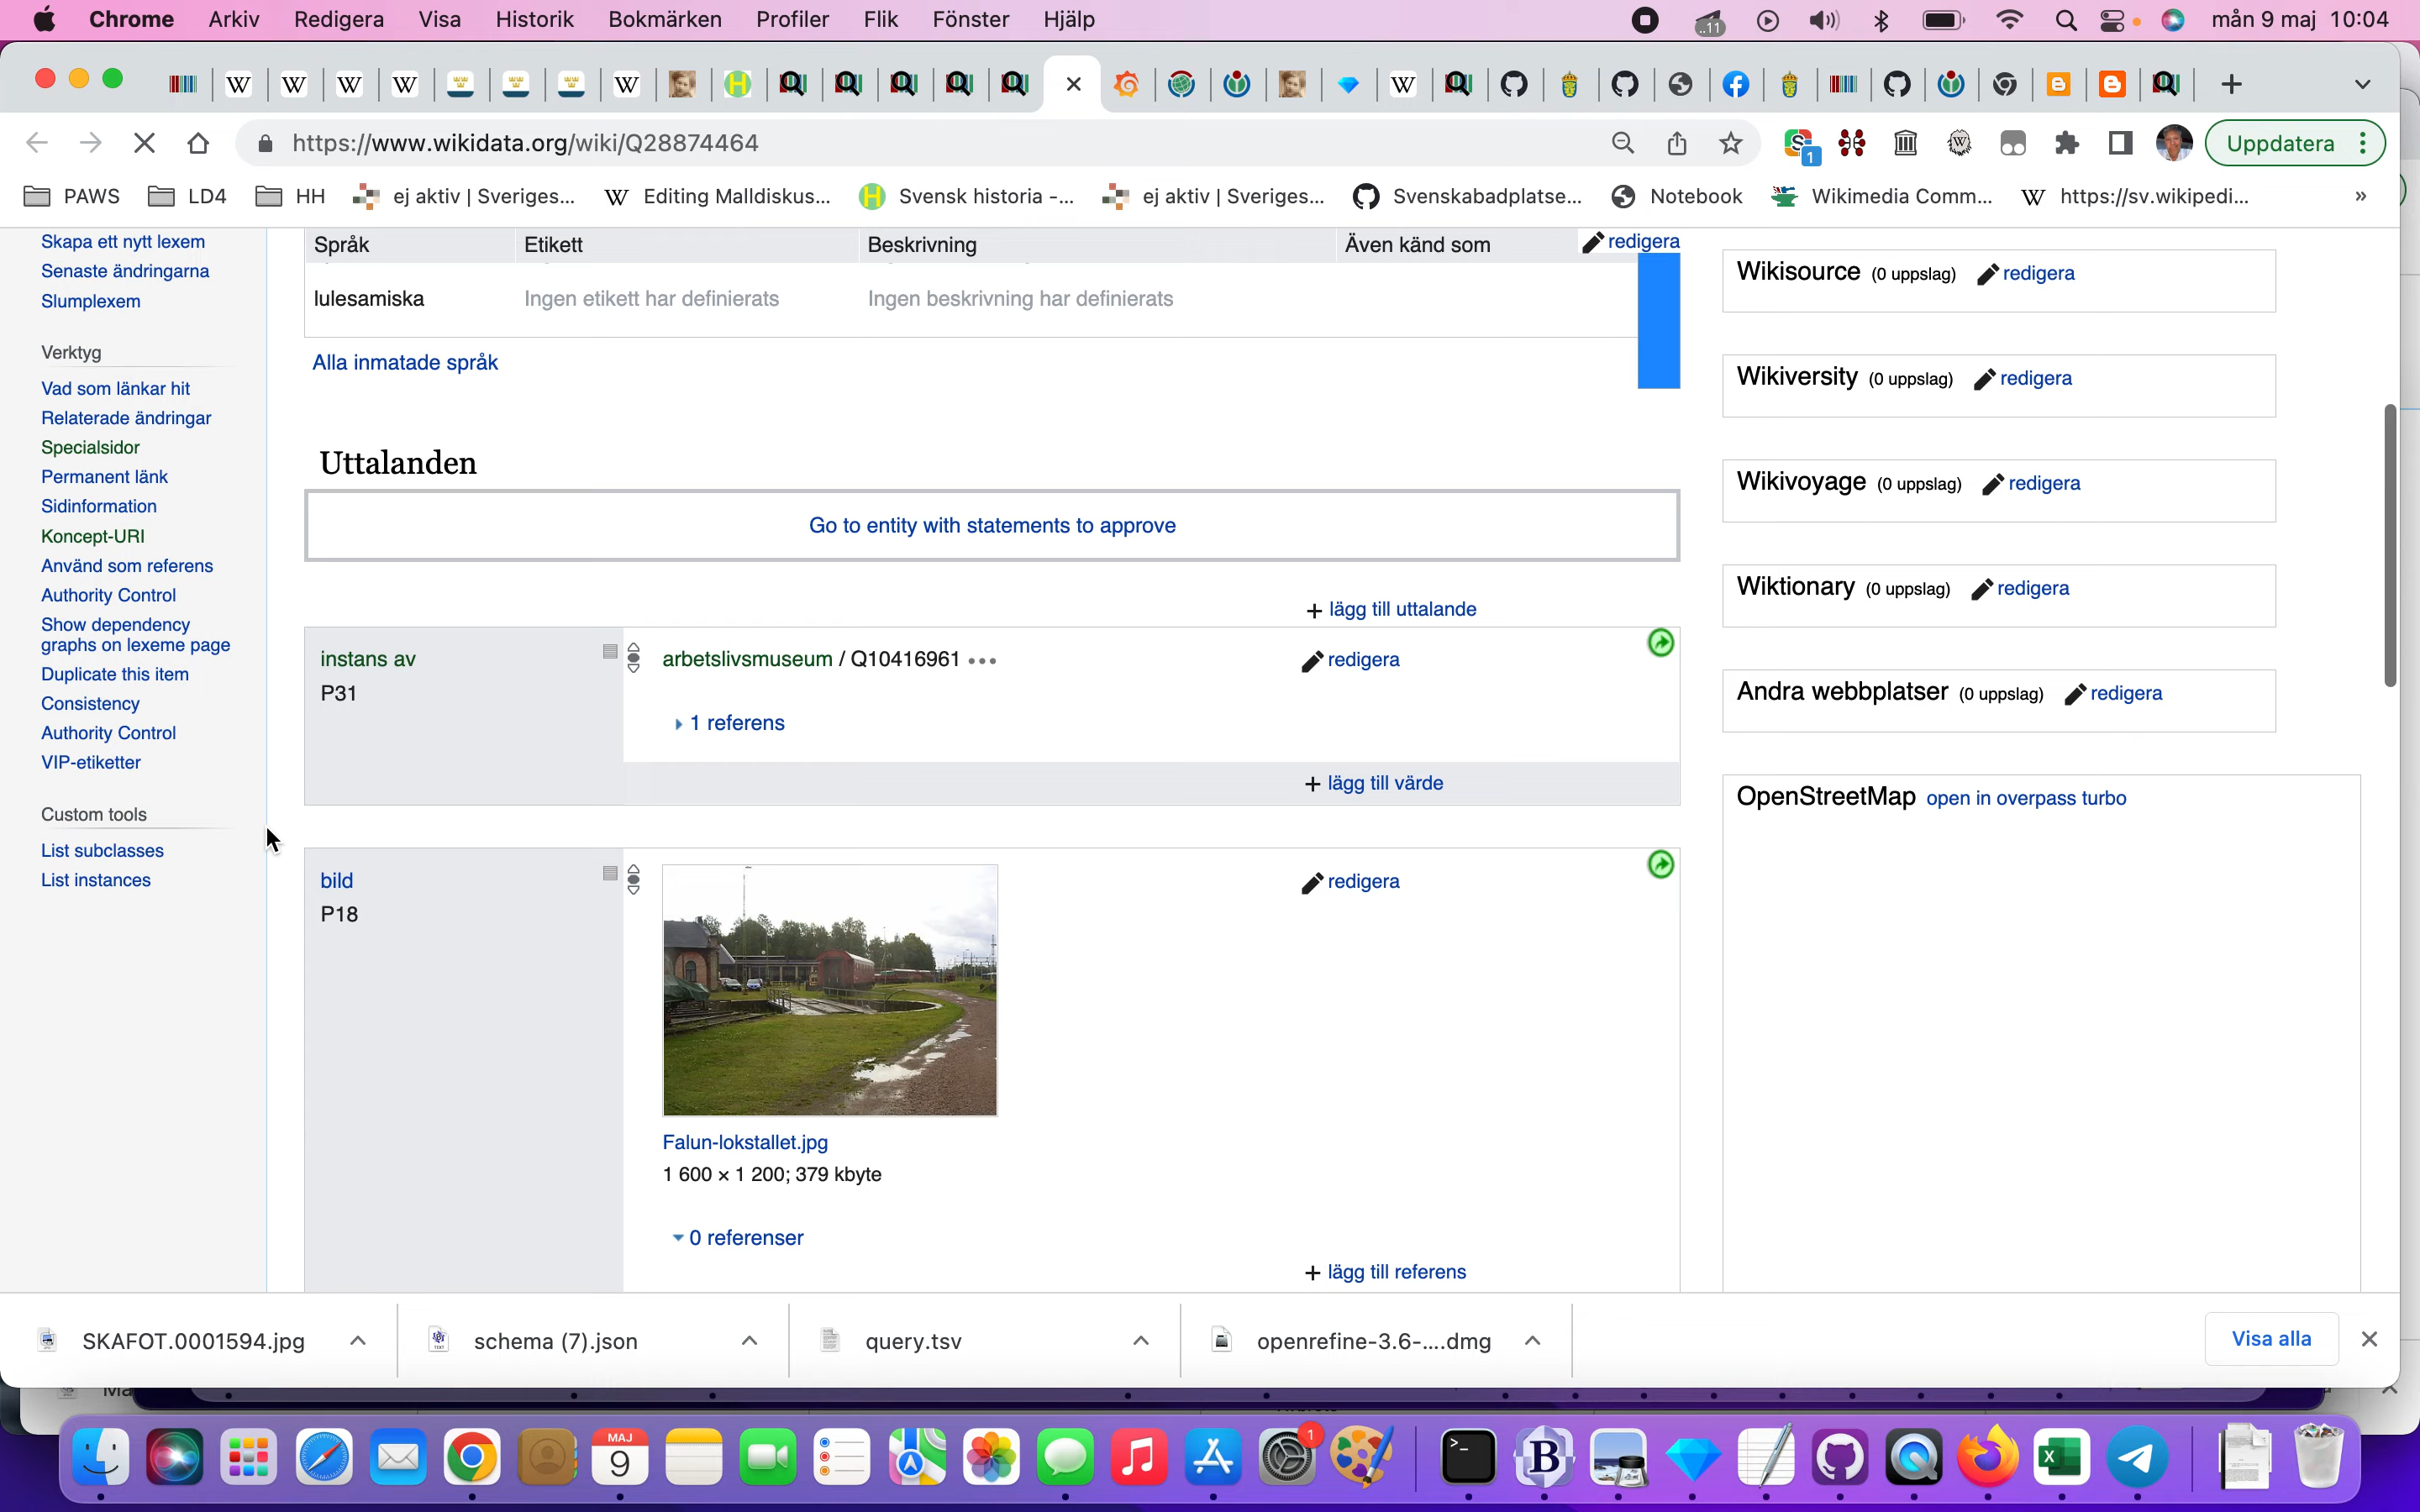 Chrome Arkiv Redigera Visa Historik Bokmärken Profiler Flik Fönster Hjälp
..11
mån 9 maj 10:04
https://www.wikidata.org/wiki/Q28874464
1
Uppdatera
PAWS LD4 HH ej aktiv | Sveriges... Editing Malldiskus... Svensk historia -... ej aktiv | Sveriges... Svenskabadplatse... Notebook Wikimedia Comm... https://sv.wikipedi... »
Skapa ett nytt lexem
Senaste ändringarna
Slumplexem
Verktyg
Vad som länkar hit
Relaterade ändringar
Specialsidor
Permanent länk
Sidinformation
Koncept-URI
Använd som referens
Authority Control
Show dependency
graphs on lexeme page
Duplicate this item
Consistency
Authority Control
VIP-etiketter
Custom tools
List subclasses
List instances
Språk Etikett Beskrivning Även känd som redigera
lulesamiska Ingen etikett har definierats Ingen beskrivning har definierats
Alla inmatade språk
Uttalanden
Go to entity with statements to approve
+ lägg till uttalande
instans av
P31
arbetslivsmuseum / Q10416961 •••
redigera
1 referens
+ lägg till värde
bild
P18
redigera
Falun-lokstallet.jpg
1 600 × 1 200; 379 kbyte
0 referenser
+ lägg till referens
Wikisource (0 uppslag) redigera
Wikiversity (0 uppslag) redigera
Wikivoyage (0 uppslag) redigera
Wiktionary (0 uppslag) redigera
Andra webbplatser (0 uppslag) redigera
OpenStreetMap open in overpass turbo
SKAFOT.0001594.jpg schema (7).json query.tsv openrefine-3.6-....dmg Visa alla
MAJ
9
1